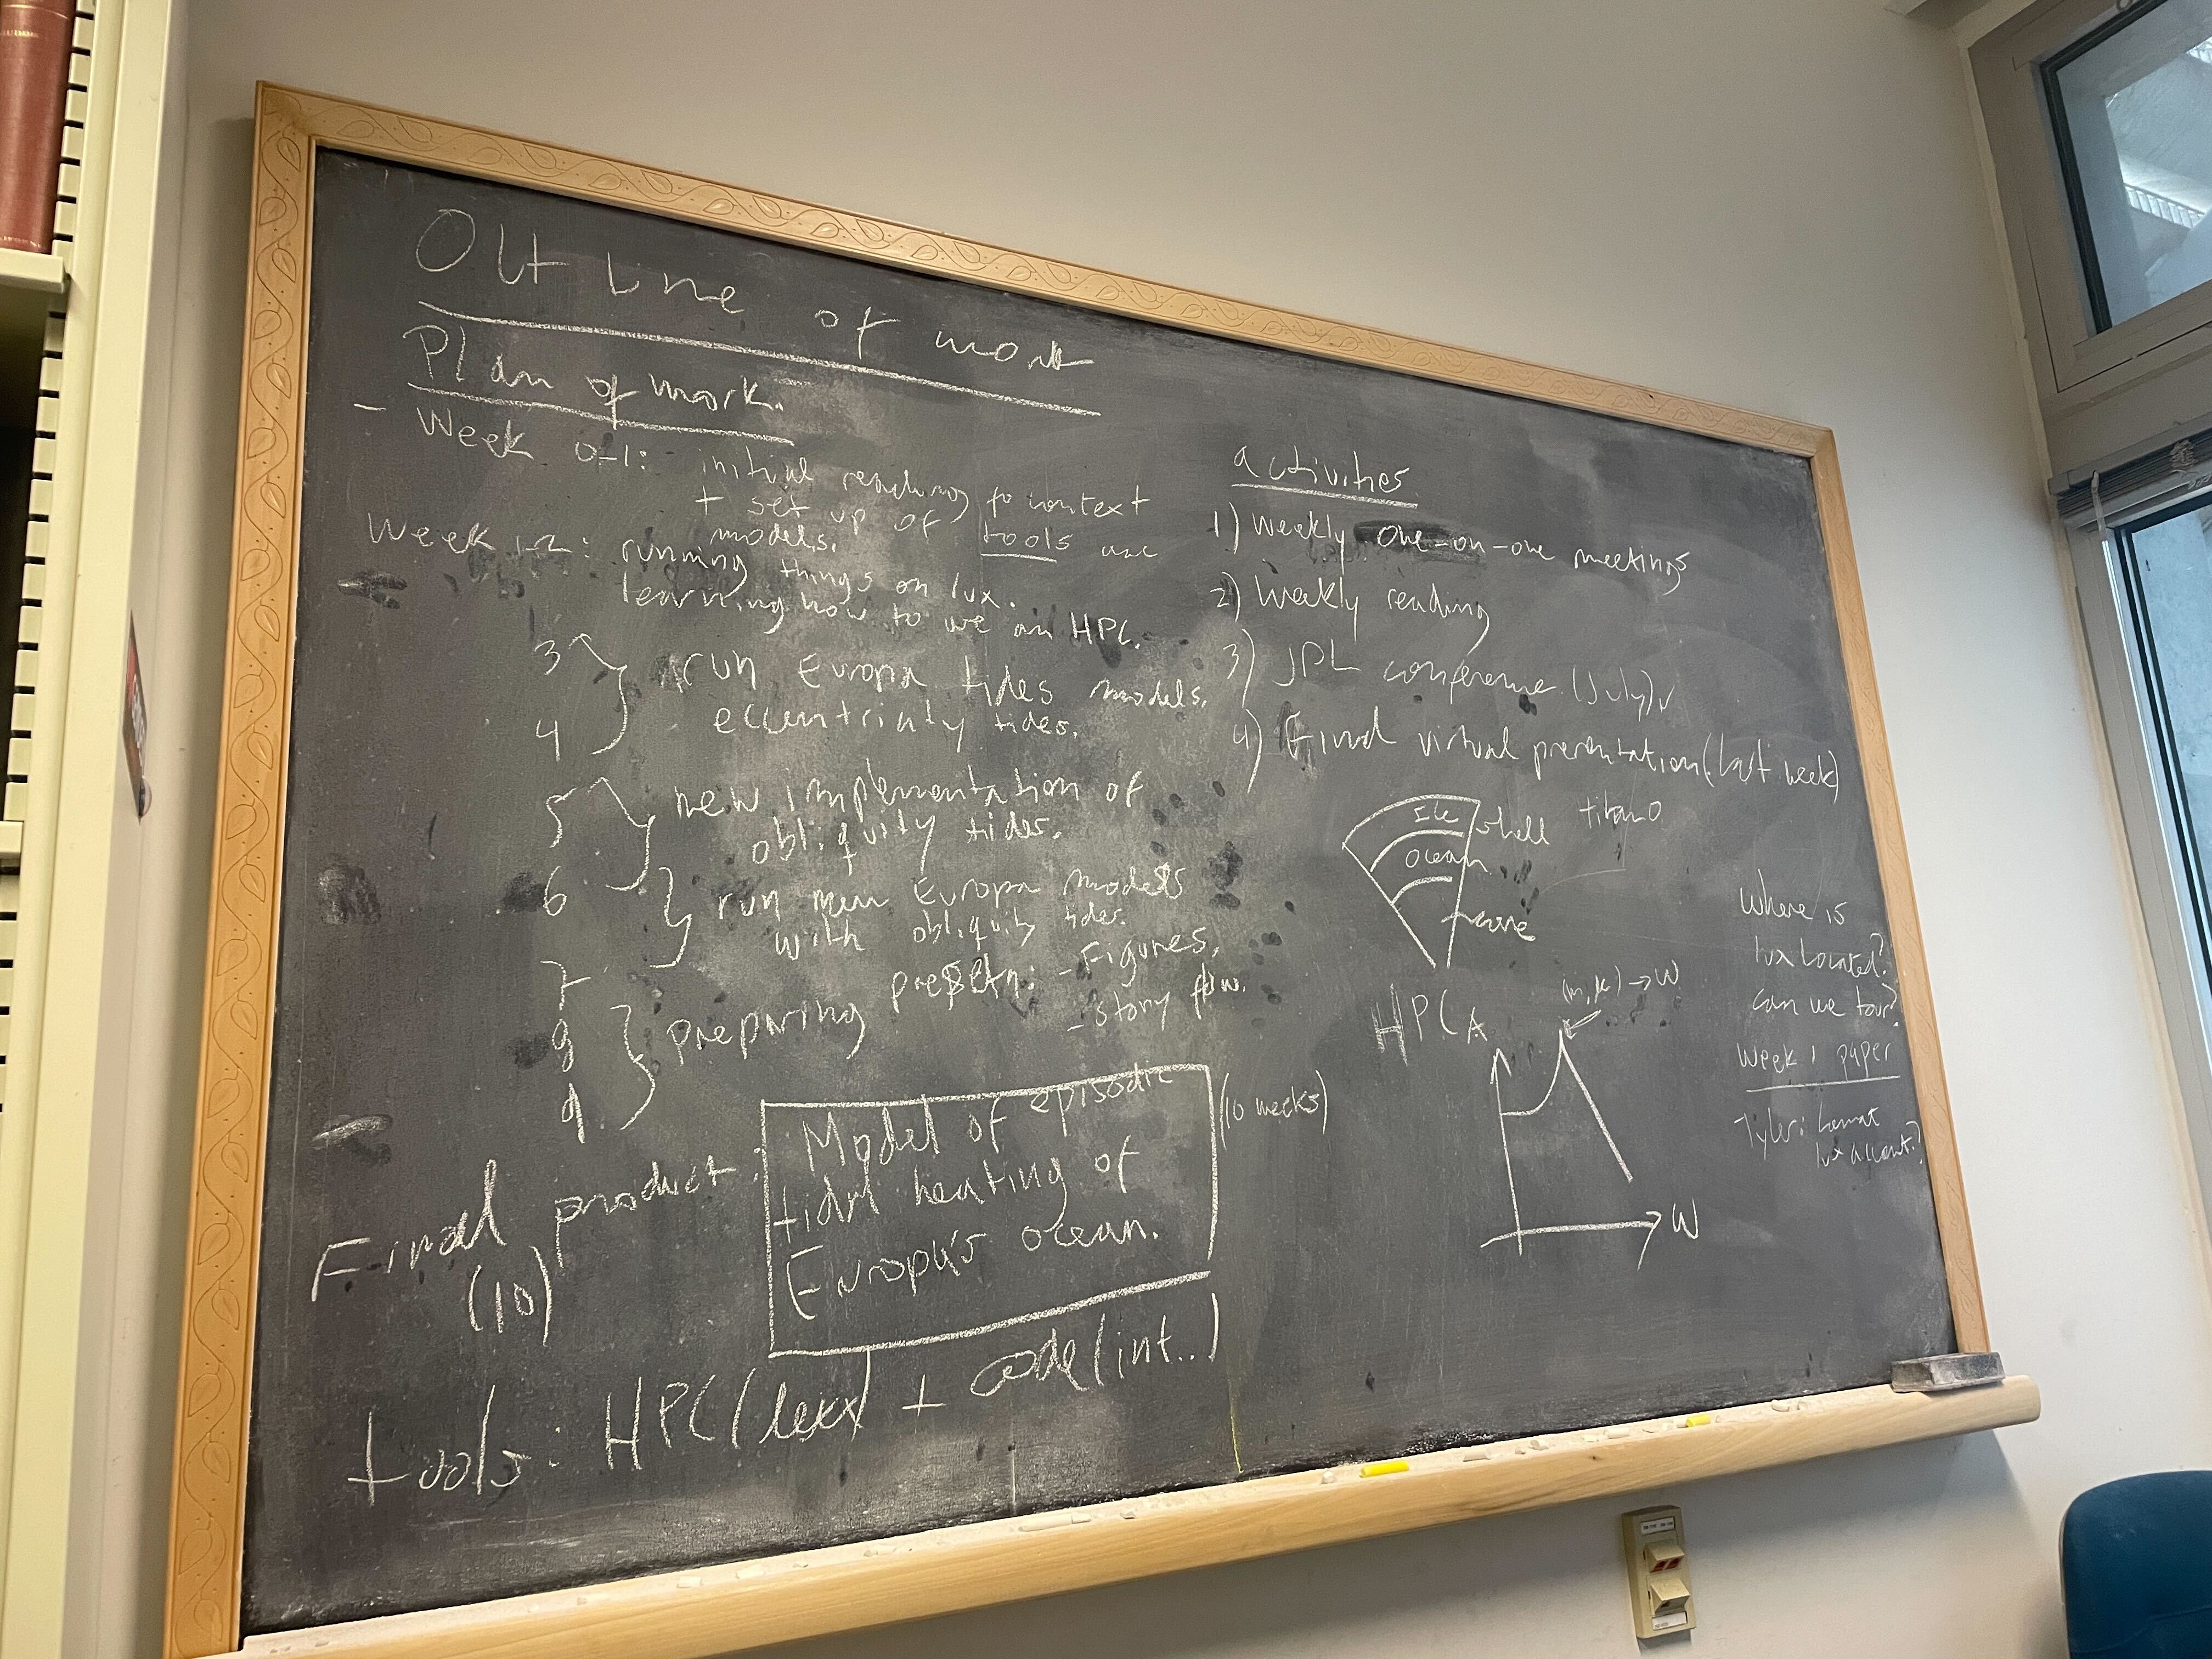 Outline of work
Plan of work.
- Week 0-1: initial reading for context
+ set up of tools and
models.
Week 1-2: running things on lux.
learning how to use an HPC.
3 } run Europa tides models.
4 eccentricity tides.
5 } new implementation of
obliquity tides.
6 } run new Europa models
with obliquity tides.
7
8 } preparing presetn: - Figures,
- story flow.
9
Final product: Model of episodic
(10) tidal heating of
Europa's ocean.
(10 weeks)
tools: HPC (lux) + code (int..)
activities
1) Weekly one-on-one meetings
2) Weekly reading
3) JPL conference (July)
4) Final virtual presentation (last week)
Ice shell
ocean
core
HPC
A
→ W
W
Where is
lux located?
can we tour?
Week 1 paper
Tyler:
lux account?